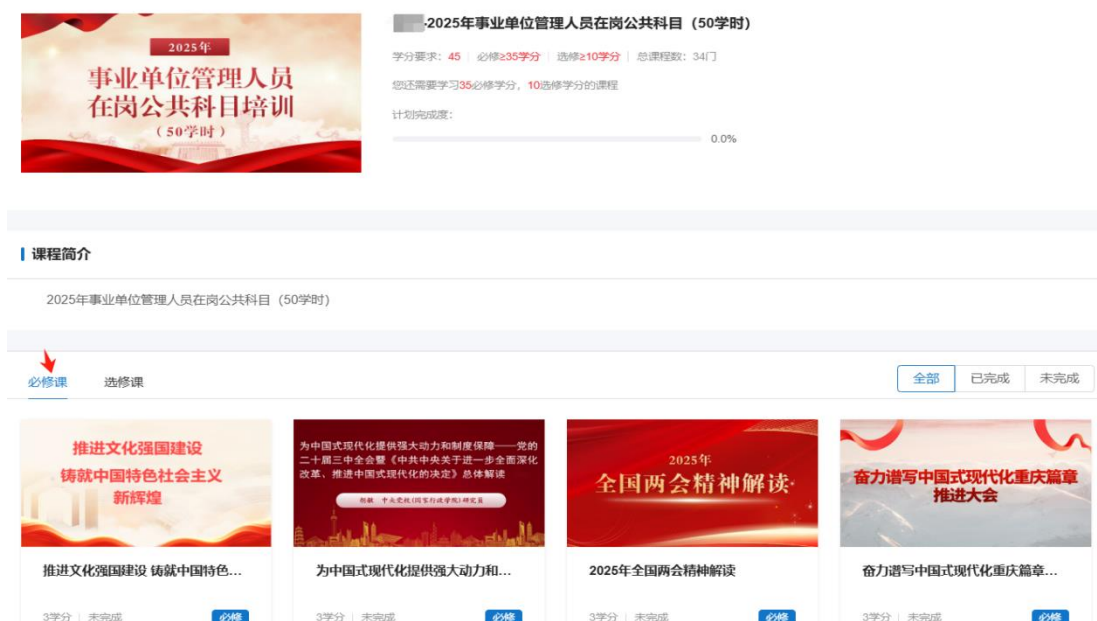 -2025年事业单位管理人员在岗公共科目（50学时）
2025年
事业单位管理人员
在岗公共科目培训
（50学时）
学分要求：45 | 必修≥35学分 | 选修≥10学分 | 总课程数：34门
您还需要学习35必修学分，10选修学分的课程
计划完成度：
0.0%
课程简介
2025年事业单位管理人员在岗公共科目（50学时）
必修课 选修课 全部 已完成 未完成
推进文化强国建设
铸就中国特色社会主义
新辉煌
为中国式现代化提供强大动力和制度保障——党的
二十届三中全会暨《中共中央关于进一步全面深化
改革、推进中国式现代化的决定》总体解读
中央党校(国家行政学院)研究员
2025年
全国两会精神解读
奋力谱写中国式现代化重庆篇章
推进大会
推进文化强国建设 铸就中国特色... 为中国式现代化提供强大动力和... 2025年全国两会精神解读 奋力谱写中国式现代化重庆篇章...
3学分 | 未完成 必修 3学分 | 未完成 必修 3学分 | 未完成 必修 3学分 | 未完成 必修